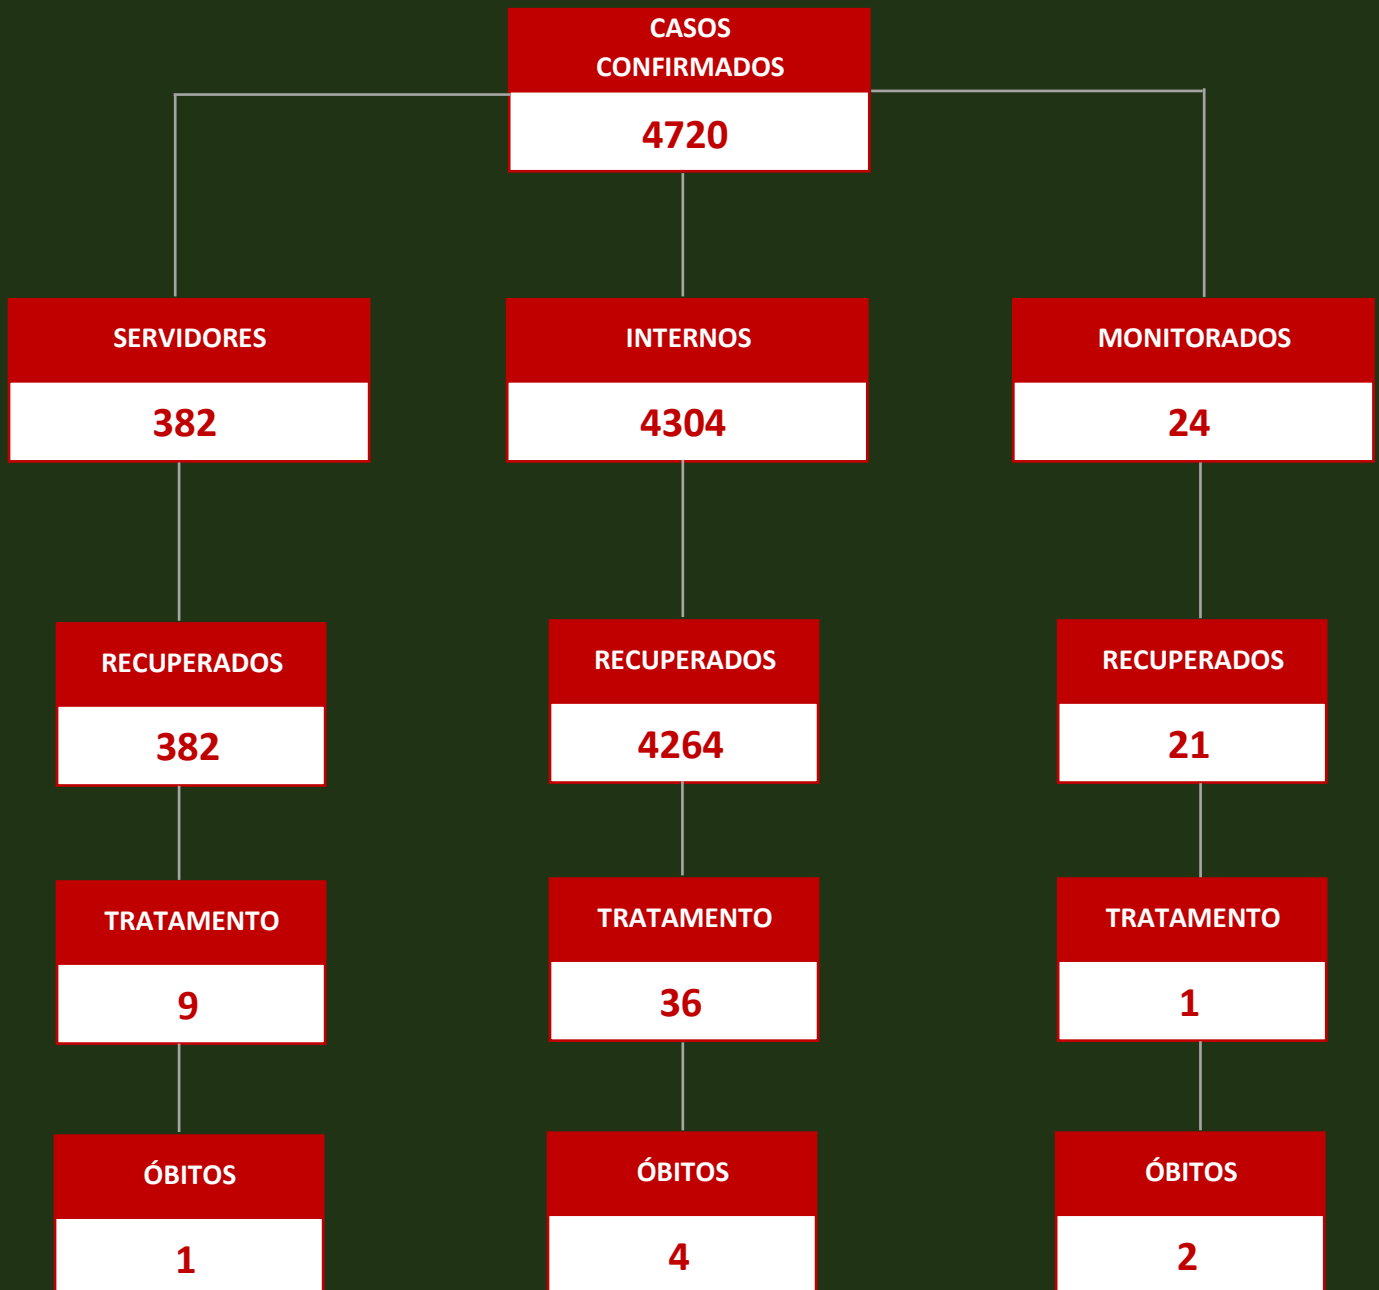 CASOS
CONFIRMADOS
4720
SERVIDORES
INTERNOS
MONITORADOS
382
4304
24
RECUPERADOS
RECUPERADOS
RECUPERADOS
382
4264
21
TRATAMENTO
TRATAMENTO
TRATAMENTO
9
36
1
ÓBITOS
ÓBITOS
ÓBITOS
1
4
2